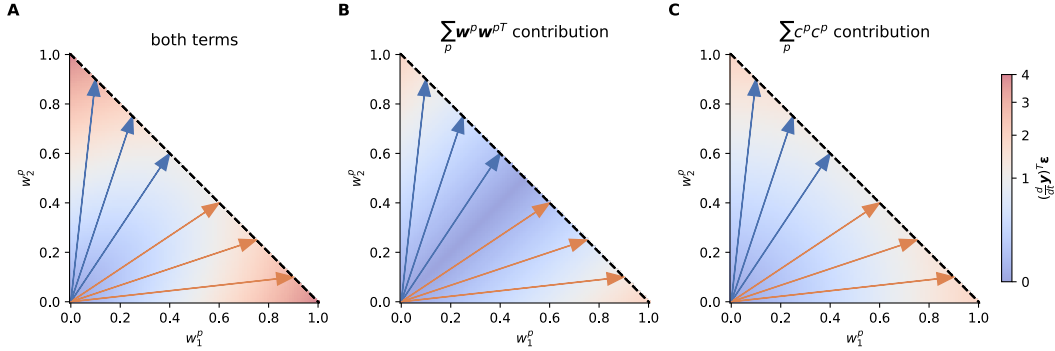 A
B
C
both terms
∑_p w^p w^{pT} contribution
∑_p c^p c^p contribution
1.0
0.8
0.6
0.4
0.2
0.0
w_2^p
0.0 0.2 0.4 0.6 0.8 1.0
w_1^p
1.0
0.8
0.6
0.4
0.2
0.0
w_2^p
0.0 0.2 0.4 0.6 0.8 1.0
w_1^p
1.0
0.8
0.6
0.4
0.2
0.0
w_2^p
0.0 0.2 0.4 0.6 0.8 1.0
w_1^p
4
3
2
1
0
(d/dt y)^T ε